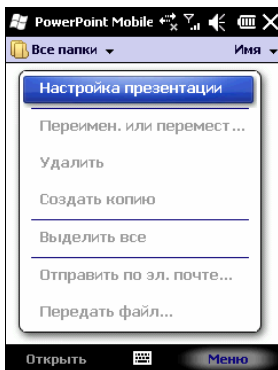 PowerPoint Mobile
Все папки Имя
Настройка презентации
Переимен. или перемест...
Удалить
Создать копию
Выделить все
Отправить по эл. почте...
Передать файл...
Открыть Меню